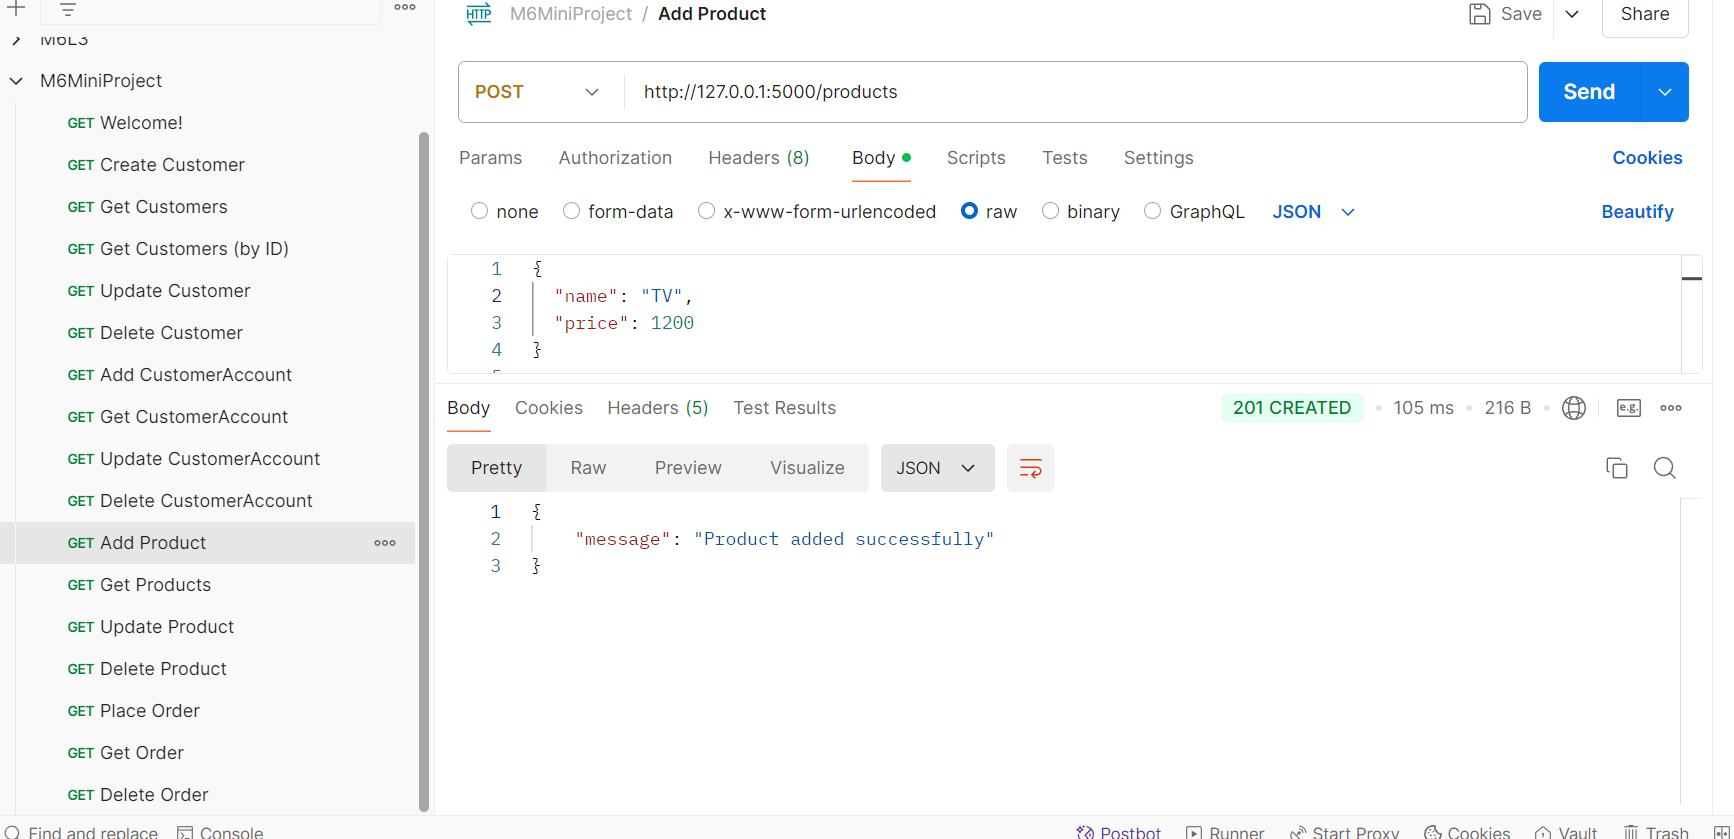 M6L3
M6MiniProject
GET Welcome!
GET Create Customer
GET Get Customers
GET Get Customers (by ID)
GET Update Customer
GET Delete Customer
GET Add CustomerAccount
GET Get CustomerAccount
GET Update CustomerAccount
GET Delete CustomerAccount
GET Add Product
GET Get Products
GET Update Product
GET Delete Product
GET Place Order
GET Get Order
GET Delete Order
HTTP M6MiniProject / Add Product Save Share
POST http://127.0.0.1:5000/products Send
Params Authorization Headers (8) Body Scripts Tests Settings Cookies
none form-data x-www-form-urlencoded raw binary GraphQL JSON Beautify
1 {
2 "name": "TV",
3 "price": 1200
4 }
5
Body Cookies Headers (5) Test Results 201 CREATED 105 ms 216 B e.g.
Pretty Raw Preview Visualize JSON
1 {
2 "message": "Product added successfully"
3 }
Find and replace Console Postbot Runner Start Proxy Cookies Vault Trash